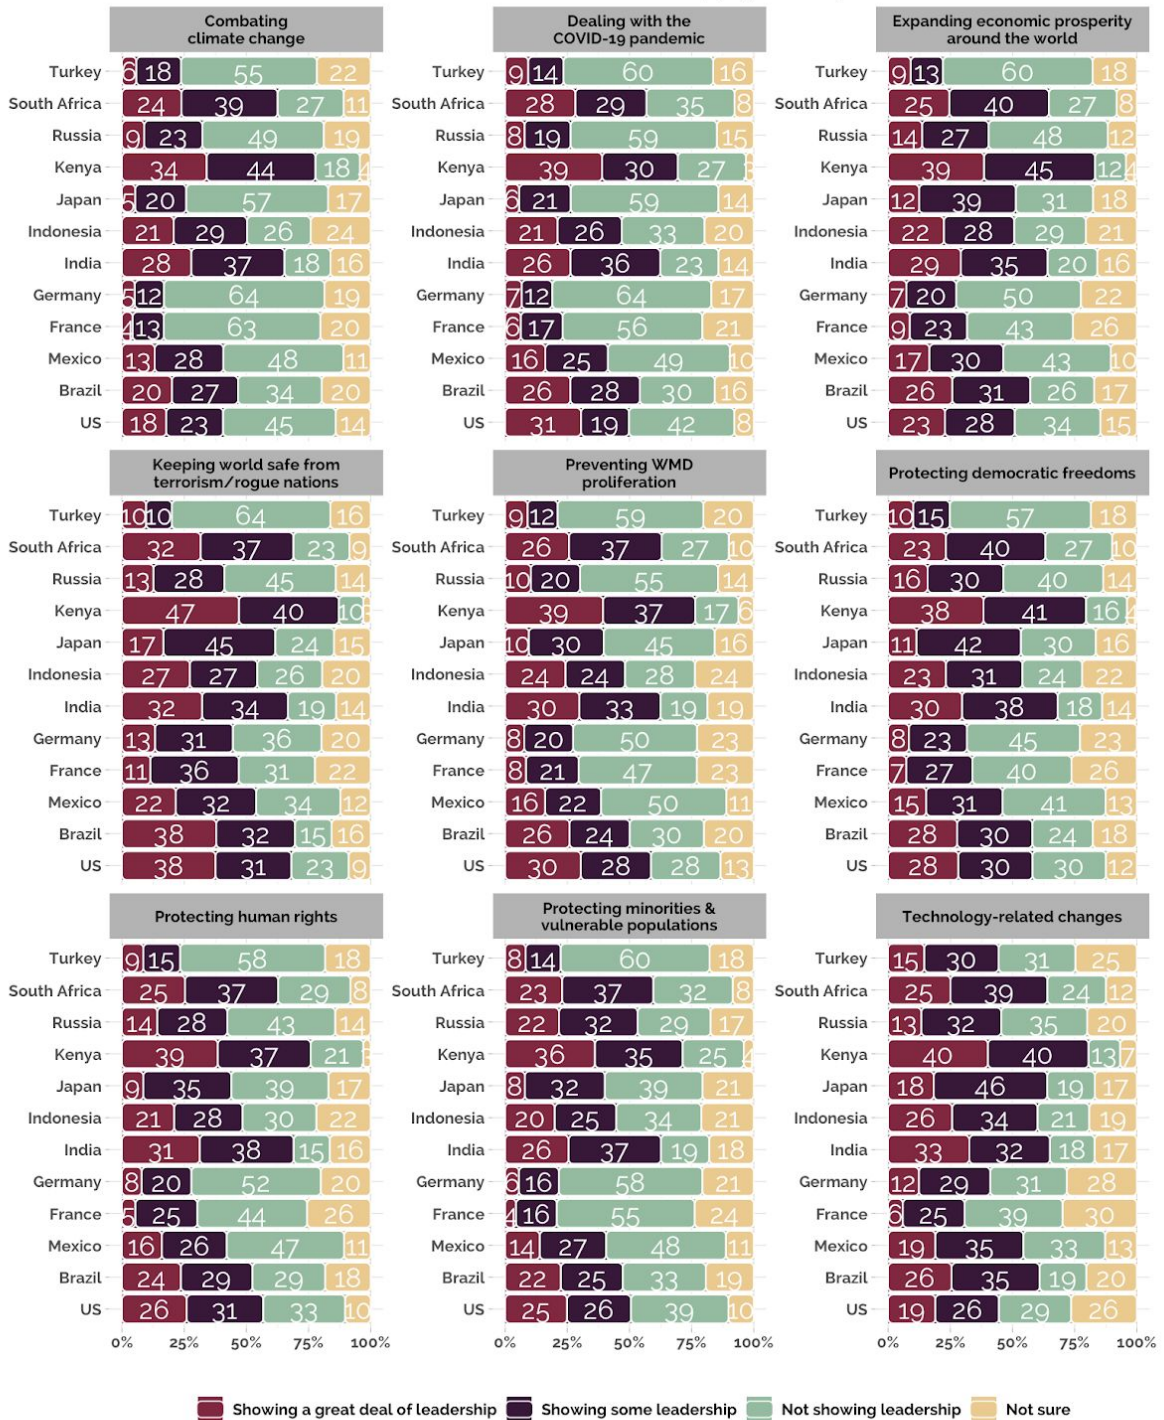 Combating
climate change
Dealing with the
COVID-19 pandemic
Expanding economic prosperity
around the world
Turkey 6 18 55 22
South Africa 24 39 27 11
Russia 9 23 49 19
Kenya 34 44 18 4
Japan 5 20 57 17
Indonesia 21 29 26 24
India 28 37 18 16
Germany 5 12 64 19
France 4 13 63 20
Mexico 13 28 48 11
Brazil 20 27 34 20
US 18 23 45 14
Turkey 9 14 60 16
South Africa 28 29 35 8
Russia 8 19 59 15
Kenya 39 30 27 3
Japan 6 21 59 14
Indonesia 21 26 33 20
India 26 36 23 14
Germany 7 12 64 17
France 6 17 56 21
Mexico 16 25 49 10
Brazil 26 28 30 16
US 31 19 42 8
Turkey 9 13 60 18
South Africa 25 40 27 8
Russia 14 27 48 12
Kenya 39 45 12 4
Japan 12 39 31 18
Indonesia 22 28 29 21
India 29 35 20 16
Germany 7 20 50 22
France 9 23 43 26
Mexico 17 30 43 10
Brazil 26 31 26 17
US 23 28 34 15
Keeping world safe from
terrorism/rogue nations
Preventing WMD
proliferation
Protecting democratic freedoms
Turkey 10 10 64 16
South Africa 32 37 23 9
Russia 13 28 45 14
Kenya 47 40 10 3
Japan 17 45 24 15
Indonesia 27 27 26 20
India 32 34 19 14
Germany 13 31 36 20
France 11 36 31 22
Mexico 22 32 34 12
Brazil 38 32 15 16
US 38 31 23 9
Turkey 9 12 59 20
South Africa 26 37 27 10
Russia 10 20 55 14
Kenya 39 37 17 6
Japan 10 30 45 16
Indonesia 24 24 28 24
India 30 33 19 19
Germany 8 20 50 23
France 8 21 47 23
Mexico 16 22 50 11
Brazil 26 24 30 20
US 30 28 28 13
Turkey 10 15 57 18
South Africa 23 40 27 10
Russia 16 30 40 14
Kenya 38 41 16 4
Japan 11 42 30 16
Indonesia 23 31 24 22
India 30 38 18 14
Germany 8 23 45 23
France 7 27 40 26
Mexico 15 31 41 13
Brazil 28 30 24 18
US 28 30 30 12
Protecting human rights
Protecting minorities &
vulnerable populations
Technology-related changes
Turkey 9 15 58 18
South Africa 25 37 29 8
Russia 14 28 43 14
Kenya 39 37 21 3
Japan 9 35 39 17
Indonesia 21 28 30 22
India 31 38 15 16
Germany 8 20 52 20
France 5 25 44 26
Mexico 16 26 47 11
Brazil 24 29 29 18
US 26 31 33 10
0% 25% 50% 75% 100%
Turkey 8 14 60 18
South Africa 23 37 32 8
Russia 22 32 29 17
Kenya 36 35 25 4
Japan 8 32 39 21
Indonesia 20 25 34 21
India 26 37 19 18
Germany 6 16 58 21
France 4 16 55 24
Mexico 14 27 48 11
Brazil 22 25 33 19
US 25 26 39 10
0% 25% 50% 75% 100%
Turkey 15 30 31 25
South Africa 25 39 24 12
Russia 13 32 35 20
Kenya 40 40 13 7
Japan 18 46 19 17
Indonesia 26 34 21 19
India 33 32 18 17
Germany 12 29 31 28
France 6 25 39 30
Mexico 19 35 33 13
Brazil 26 35 19 20
US 19 26 29 26
0% 25% 50% 75% 100%
Showing a great deal of leadership Showing some leadership Not showing leadership Not sure